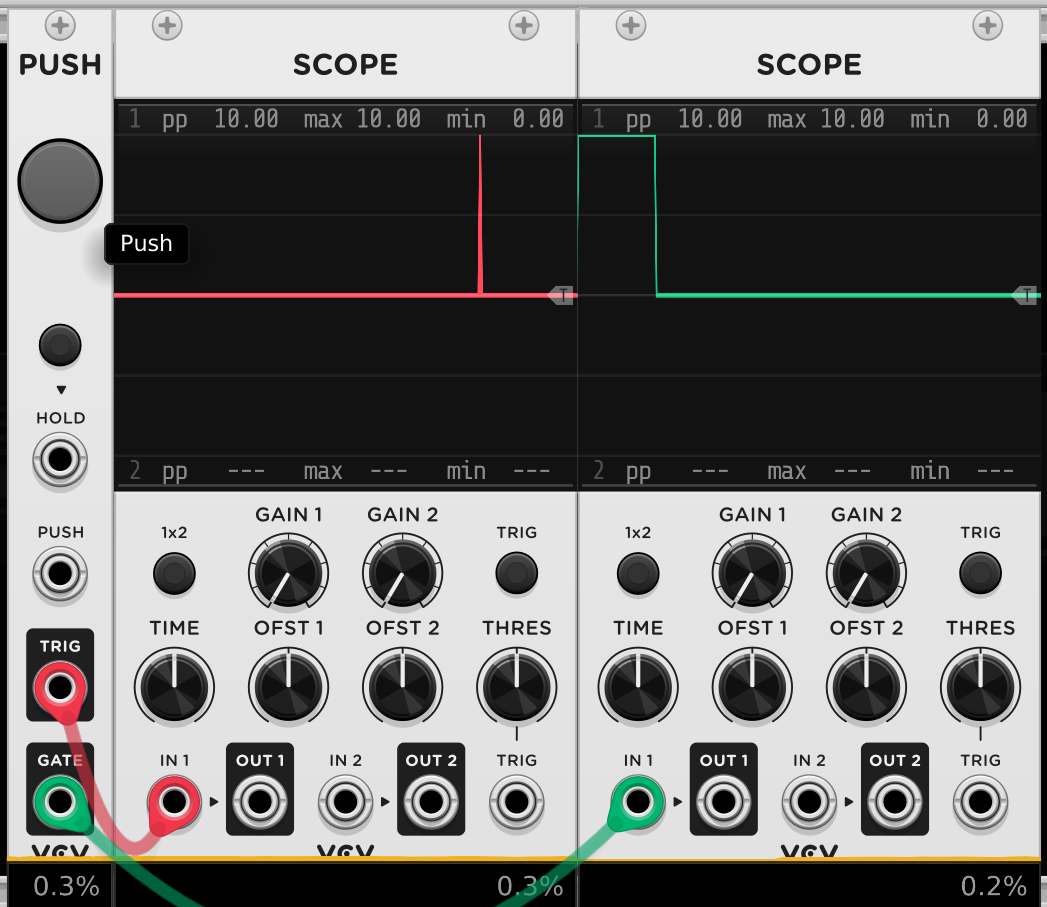 PUSH
SCOPE
SCOPE
1 pp 10.00 max 10.00 min 0.00
1 pp 10.00 max 10.00 min 0.00
T
T
Push
HOLD
2 pp --- max --- min ---
2 pp --- max --- min ---
PUSH
1x2 GAIN 1 GAIN 2 TRIG
1x2 GAIN 1 GAIN 2 TRIG
TIME OFST 1 OFST 2 THRES
TIME OFST 1 OFST 2 THRES
TRIG
GATE
IN 1 OUT 1 IN 2 OUT 2 TRIG
IN 1 OUT 1 IN 2 OUT 2 TRIG
VCV
VCV
VCV
0.3%
0.3%
0.2%